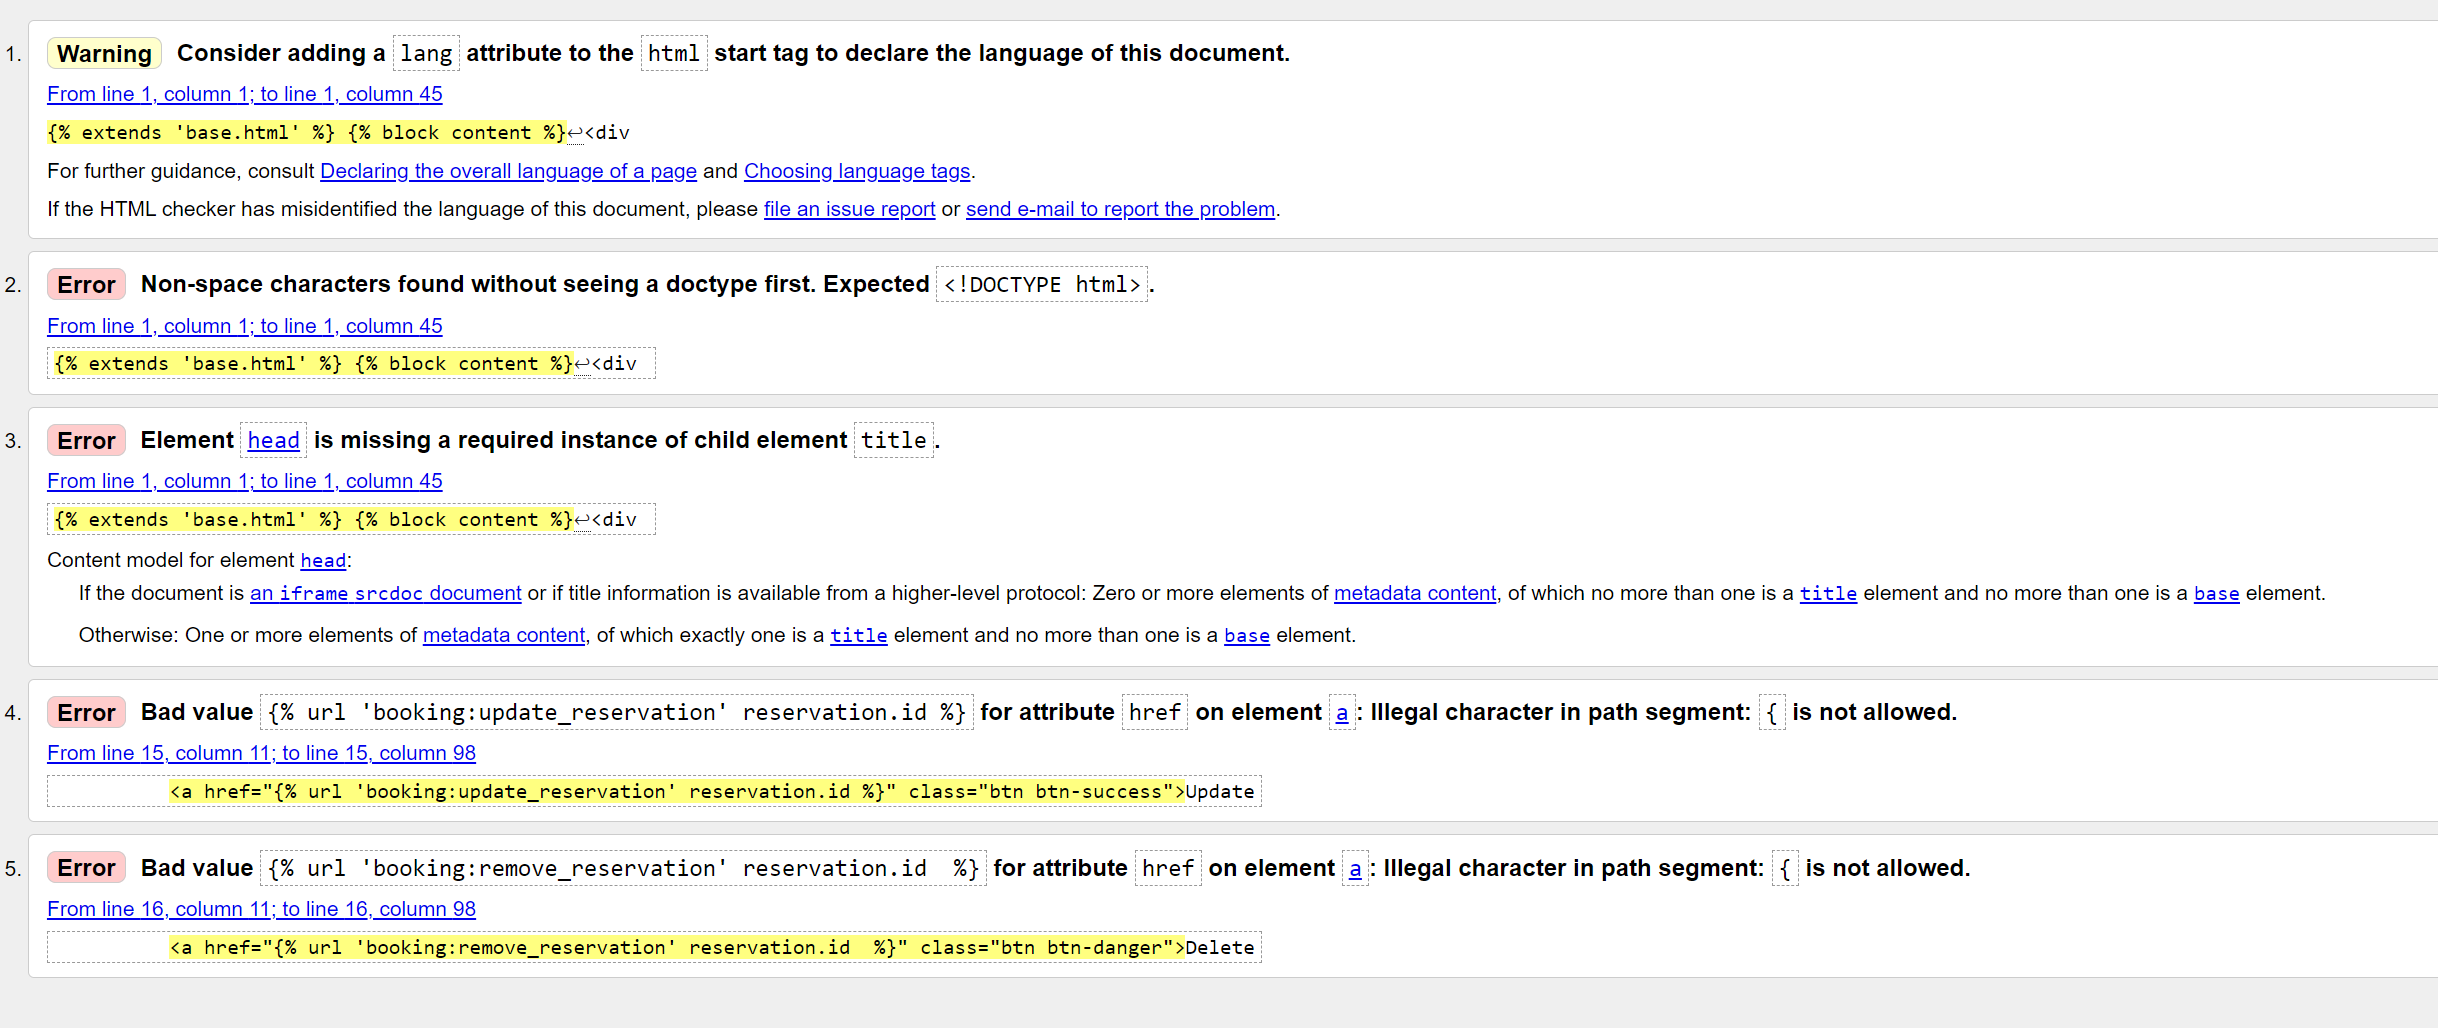 1. Warning Consider adding a lang attribute to the html start tag to declare the language of this document.
From line 1, column 1; to line 1, column 45
{% extends 'base.html' %} {% block content %}↩<div
For further guidance, consult Declaring the overall language of a page and Choosing language tags.
If the HTML checker has misidentified the language of this document, please file an issue report or send e-mail to report the problem.
2. Error Non-space characters found without seeing a doctype first. Expected <!DOCTYPE html>.
From line 1, column 1; to line 1, column 45
{% extends 'base.html' %} {% block content %}↩<div
3. Error Element head is missing a required instance of child element title.
From line 1, column 1; to line 1, column 45
{% extends 'base.html' %} {% block content %}↩<div
Content model for element head:
If the document is an iframe srcdoc document or if title information is available from a higher-level protocol: Zero or more elements of metadata content, of which no more than one is a title element and no more than one is a base element.
Otherwise: One or more elements of metadata content, of which exactly one is a title element and no more than one is a base element.
4. Error Bad value {% url 'booking:update_reservation' reservation.id %} for attribute href on element a: Illegal character in path segment: { is not allowed.
From line 15, column 11; to line 15, column 98
<a href="{% url 'booking:update_reservation' reservation.id %}" class="btn btn-success">Update
5. Error Bad value {% url 'booking:remove_reservation' reservation.id  %} for attribute href on element a: Illegal character in path segment: { is not allowed.
From line 16, column 11; to line 16, column 98
<a href="{% url 'booking:remove_reservation' reservation.id  %}" class="btn btn-danger">Delete